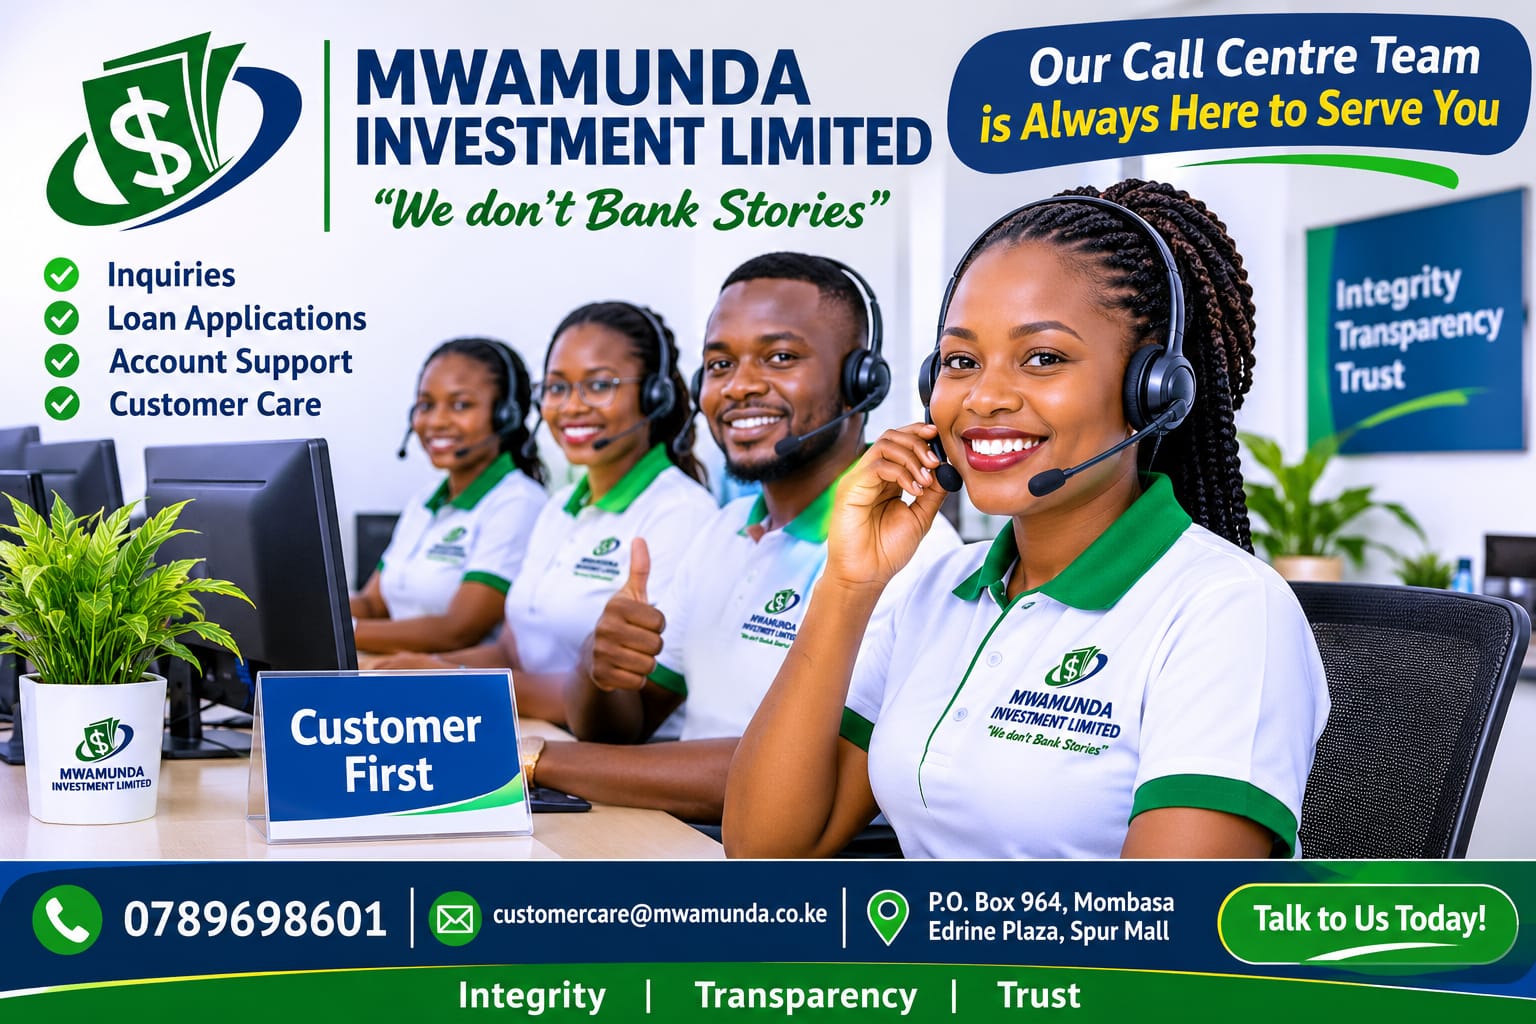 MWAMUNDA
INVESTMENT LIMITED
"We don't Bank Stories"
Our Call Centre Team
is Always Here to Serve You
Inquiries
Loan Applications
Account Support
Customer Care
Integrity
Transparency
Trust
MWAMUNDA
INVESTMENT LIMITED
MWAMUNDA
INVESTMENT LIMITED
"We don't Bank Stories"
MWAMUNDA
INVESTMENT LIMITED
Customer
First
0789698601
customercare@mwamunda.co.ke
P.O. Box 964, Mombasa
Edrine Plaza, Spur Mall
Talk to Us Today!
Integrity | Transparency | Trust